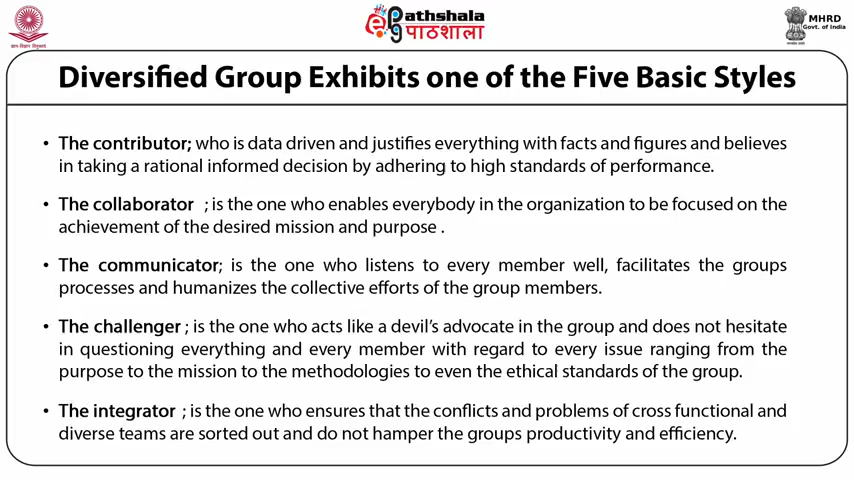 ज्ञान-विज्ञान विमुक्तये
ePathshala
पाठशाला
MHRD
Govt. of India
Diversified Group Exhibits one of the Five Basic Styles
• The contributor; who is data driven and justifies everything with facts and figures and believes
in taking a rational informed decision by adhering to high standards of performance.
• The collaborator ; is the one who enables everybody in the organization to be focused on the
achievement of the desired mission and purpose .
• The communicator; is the one who listens to every member well, facilitates the groups
processes and humanizes the collective efforts of the group members.
• The challenger ; is the one who acts like a devil's advocate in the group and does not hesitate
in questioning everything and every member with regard to every issue ranging from the
purpose to the mission to the methodologies to even the ethical standards of the group.
• The integrator ; is the one who ensures that the conflicts and problems of cross functional and
diverse teams are sorted out and do not hamper the groups productivity and efficiency.